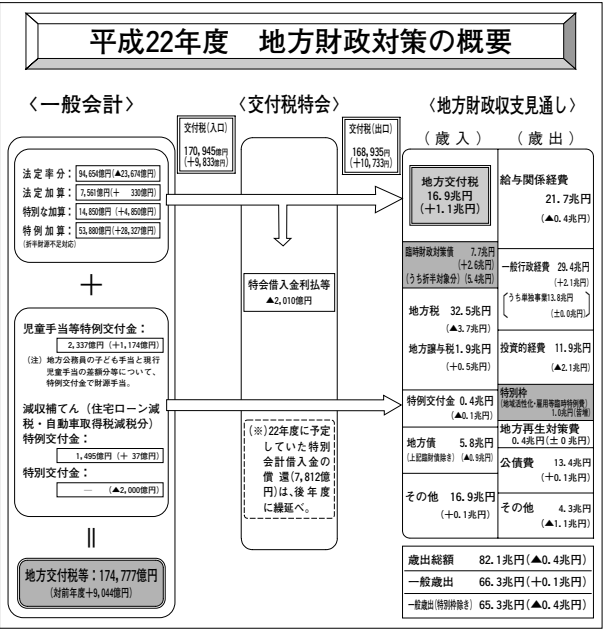 平成22年度　地方財政対策の概要
〈一般会計〉
法定率分： 94,654億円(▲23,674億円)
法定加算： 7,561億円(＋　330億円)
特別な加算： 14,850億円 (＋4,850億円)
特例加算： 53,880億円(＋28,327億円)
(折半財源不足対応)
＋
児童手当等特例交付金：
2,337億円 (＋1,174億円)
(注) 地方公務員の子ども手当と現行
児童手当の差額分等について、
特例交付金で財源手当。
減収補てん（住宅ローン減
税・自動車取得税減税分）
特例交付金：
1,495億円 (＋ 37億円)
特別交付金：
― (▲2,000億円)
＝
地方交付税等：174,777億円
(対前年度＋9,044億円)
交付税(入口)
170,945億円
(＋9,833億円)
〈交付税特会〉
特会借入金利払等
▲2,010億円
(※)22年度に予定
していた特別
会計借入金の
償還(7,812億
円)は、後年度
に繰延べ。
交付税(出口)
168,935億円
(＋10,733億円)
〈地方財政収支見通し〉
（歳入）
地方交付税
16.9兆円
(＋1.1兆円)
臨時財政対策債　7.7兆円
(＋2.6兆円)
(うち折半対象分) (5.4兆円)
地方税　32.5兆円
(▲3.7兆円)
地方譲与税1.9兆円
(＋0.5兆円)
特例交付金 0.4兆円
(▲0.1兆円)
地方債　5.8兆円
(上記臨財債除き) (▲0.9兆円)
その他　16.9兆円
(＋0.1兆円)
（歳出）
給与関係経費
21.7兆円
(▲0.4兆円)
一般行政経費　29.4兆円
(＋2.1兆円)
うち単独事業13.8兆円
(±0.0兆円)
投資的経費　11.9兆円
(▲2.1兆円)
特別枠
(地域活性化・雇用等臨時特例費)
1.0兆円(皆増)
地方再生対策費
0.4兆円(±０兆円)
公債費　13.4兆円
(＋0.1兆円)
その他　4.3兆円
(▲1.1兆円)
歳出総額　82.1兆円(▲0.4兆円)
一般歳出　66.3兆円(＋0.1兆円)
一般歳出(特別枠除き)　65.3兆円(▲0.4兆円)